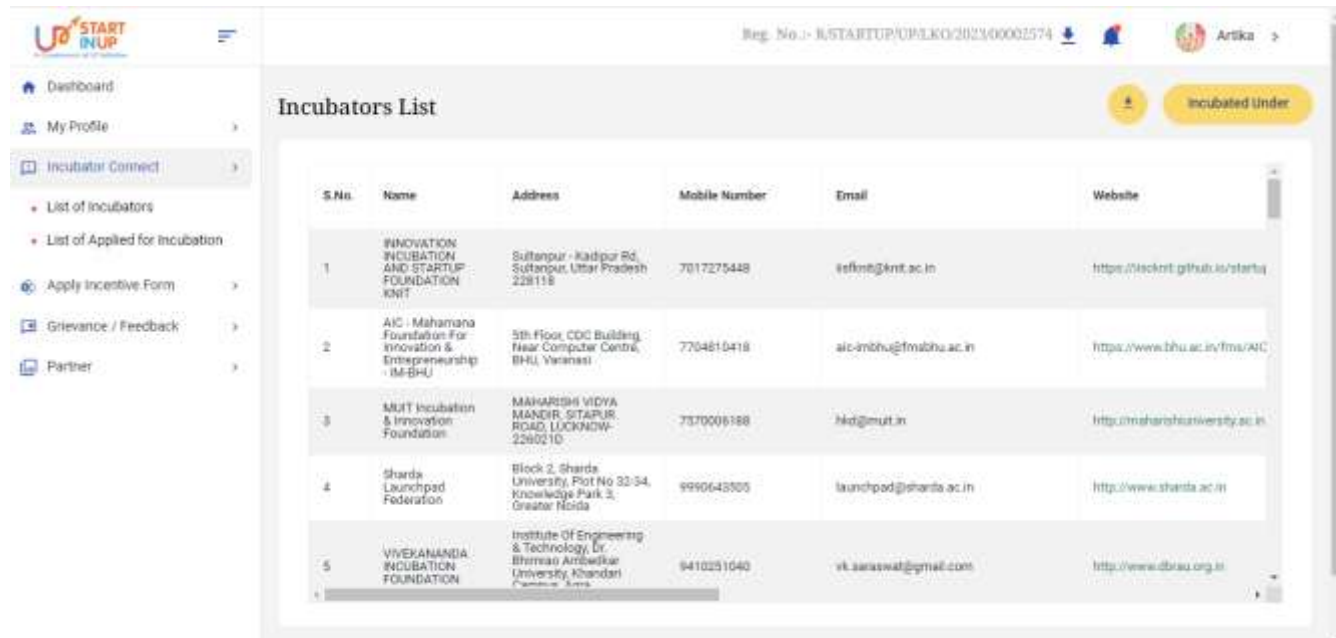 UP START
IN UP
Reg. No.:- R/STARTUP/UP/LKO/2023/00002574
Artika
Dashboard
My Profile
Incubator Connect
List of Incubators
List of Applied for Incubation
Apply Incentive Form
Grievance / Feedback
Partner
Incubators List
Incubated Under
S.No. Name Address Mobile Number Email Website
1
INNOVATION
INCUBATION
AND STARTUP
FOUNDATION
KNIT
Sultanpur - Kadipur Rd,
Sultanpur, Uttar Pradesh
228118
7017275448
iisfknit@knit.ac.in
2
AIC - Mahamana
Foundation For
Innovation &
Entrepreneurship
- IM-BHU
5th Floor, CDC Building,
Near Computer Centre,
BHU, Varanasi
7704810418
aic-imbhu@fmsbhu.ac.in
https://www.bhu.ac.in/fms/AIC
3
MUIT Incubation
& Innovation
Foundation
MAHARISHI VIDYA
MANDIR, SITAPUR
ROAD, LUCKNOW-
226021D
7570006188
hkd@muit.in
http://maharishiuniversity.ac.in
4
Sharda
Launchpad
Federation
Block 2, Sharda
University, Plot No 32-34,
Knowledge Park 3,
Greater Noida
9990643505
launchpad@sharda.ac.in
http://www.sharda.ac.in
5
VIVEKANANDA
INCUBATION
FOUNDATION
Institute Of Engineering
& Technology, Dr.
Bhimrao Ambedkar
University, Khandari
Campus, Agra
9410251040
vk.saraswat@gmail.com
http://www.dbrau.org.in